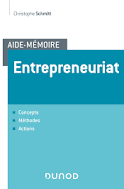 Christophe Schmitt
AIDE-MÉMOIRE
Entrepreneuriat
Concepts
Méthodes
Actions
DUNOD